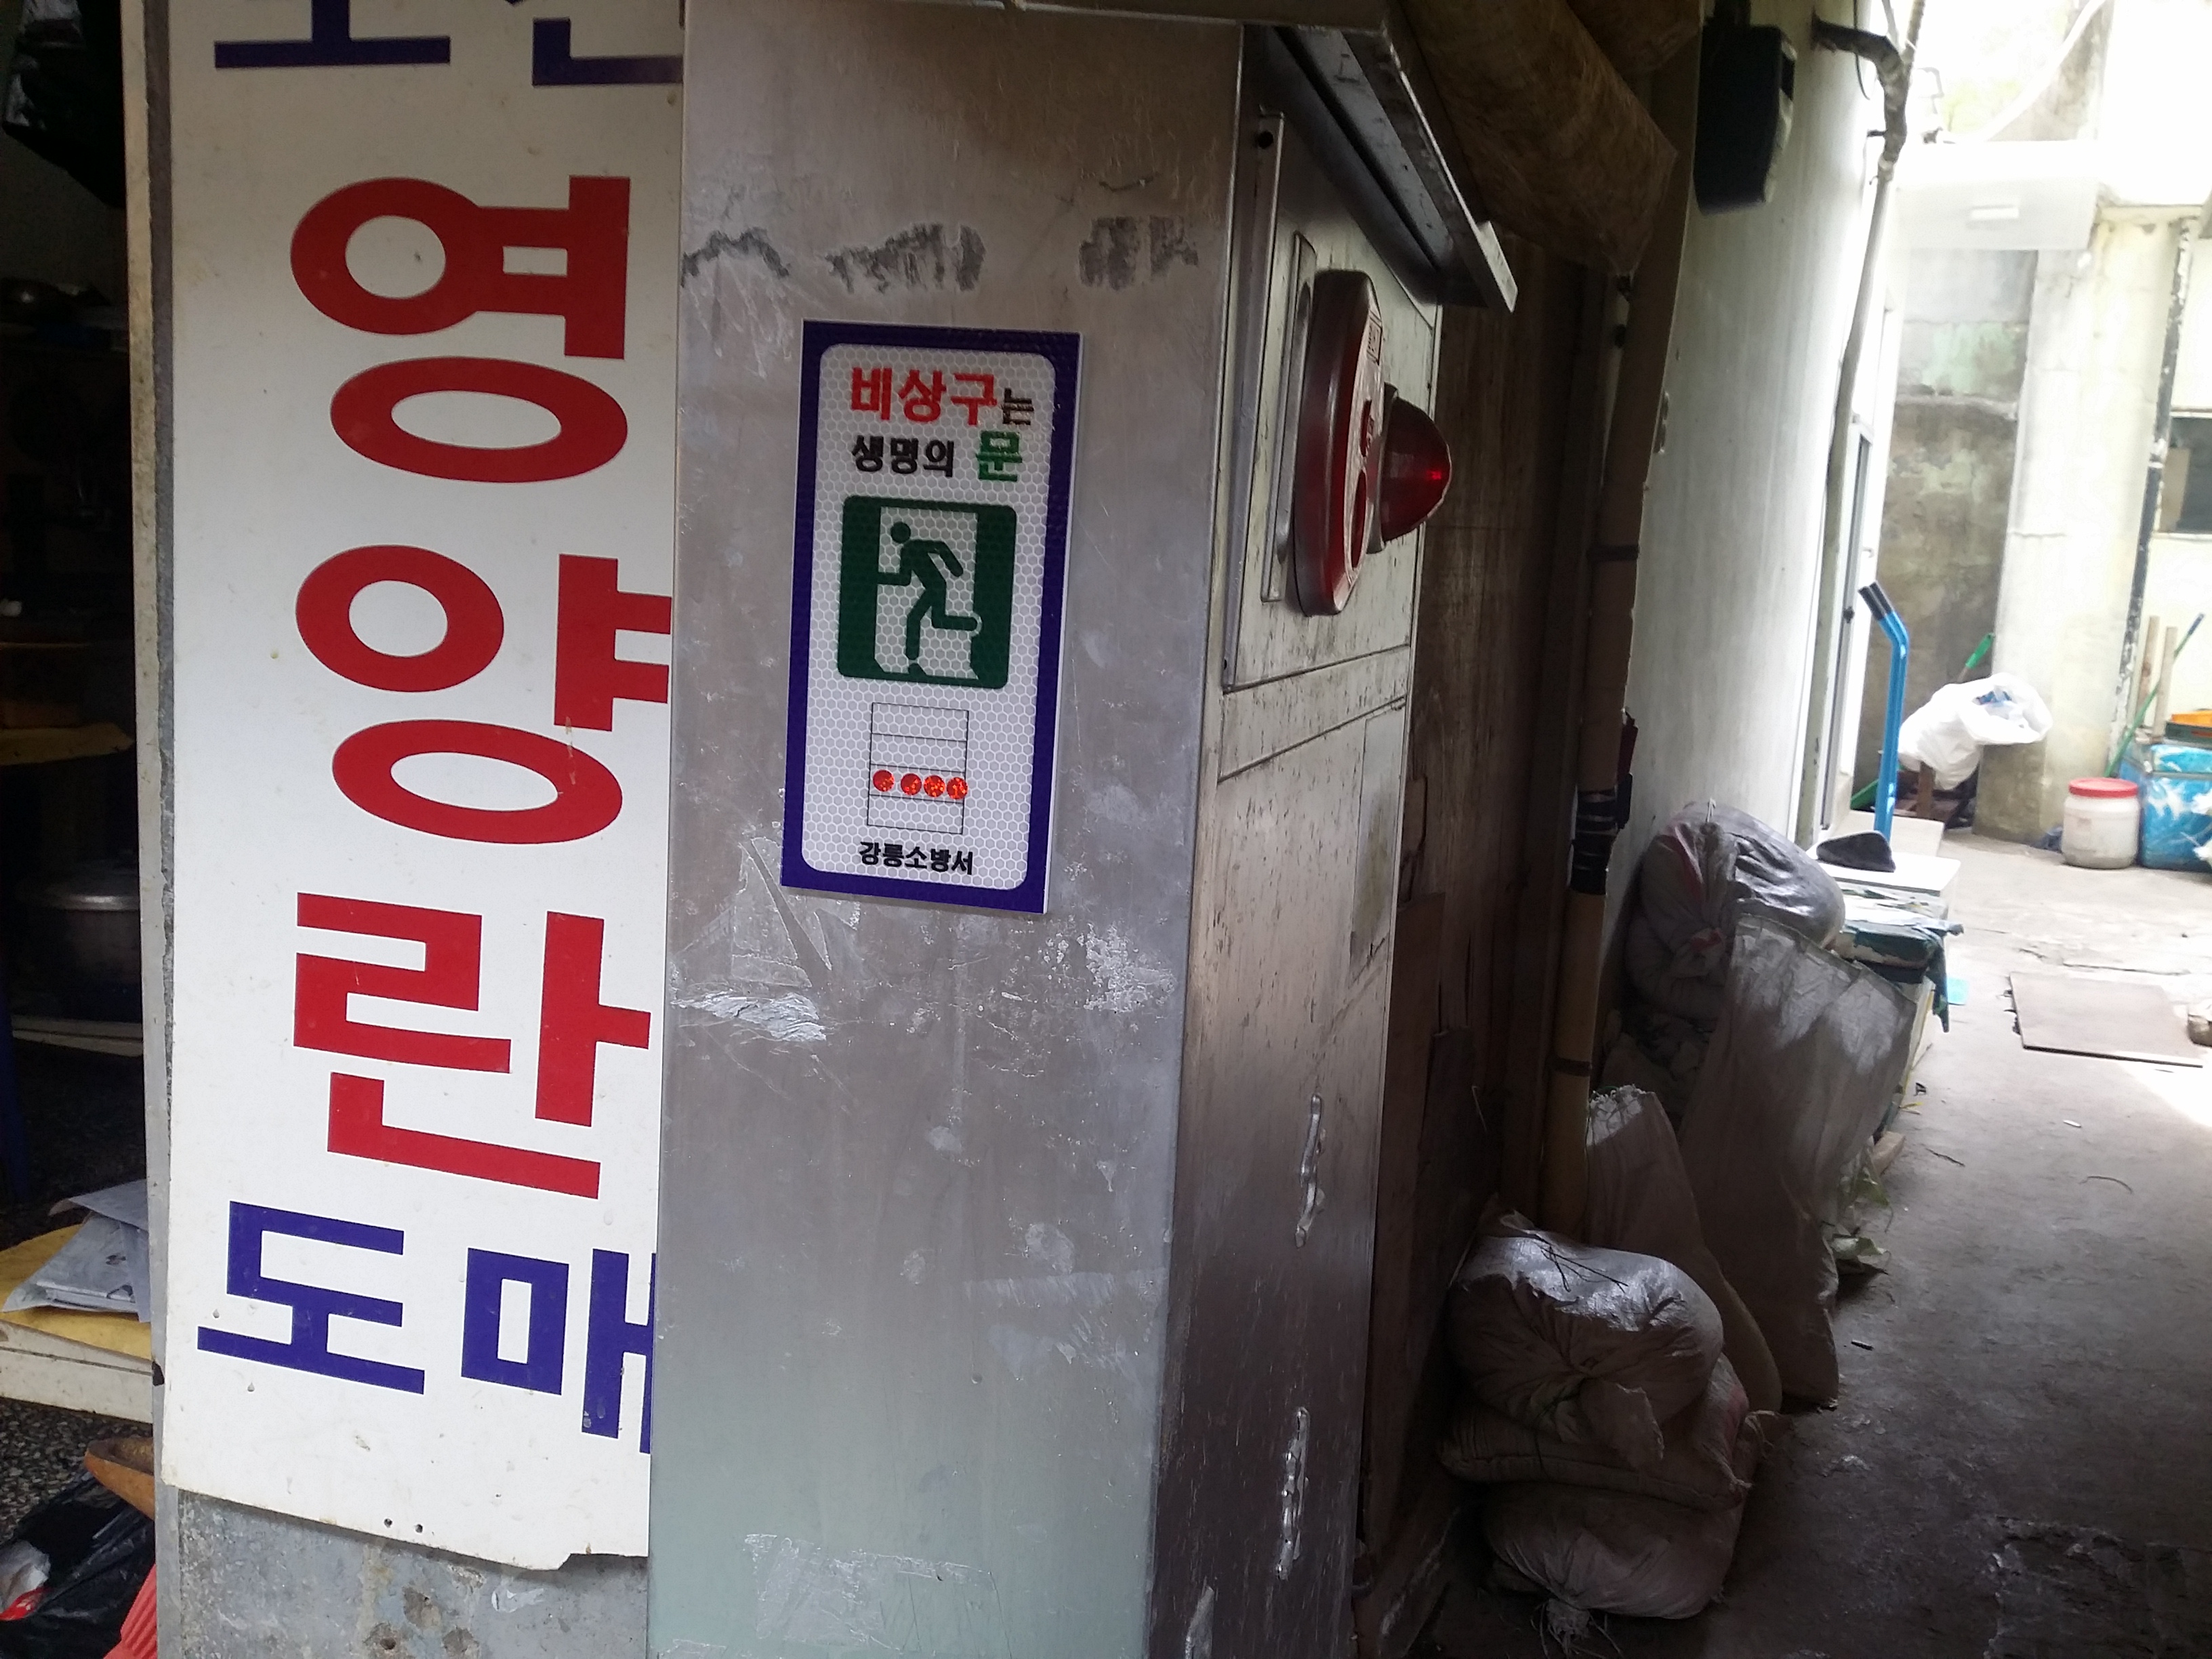 영
양
란
도매
비상구는
생명의 문
강릉소방서